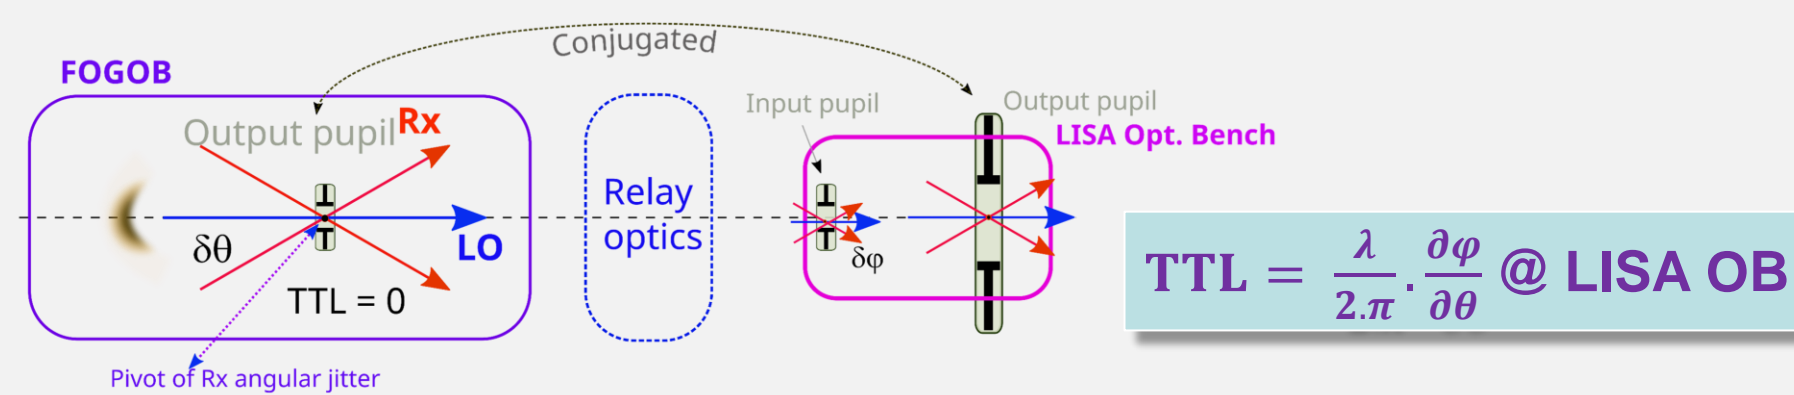 Conjugated
FOGOB
Output pupil
Rx
δθ
LO
TTL = 0
Pivot of Rx angular jitter
Relay
optics
Input pupil
δφ
Output pupil
LISA Opt. Bench
TTL = λ/2.π . ∂φ/∂θ @ LISA OB